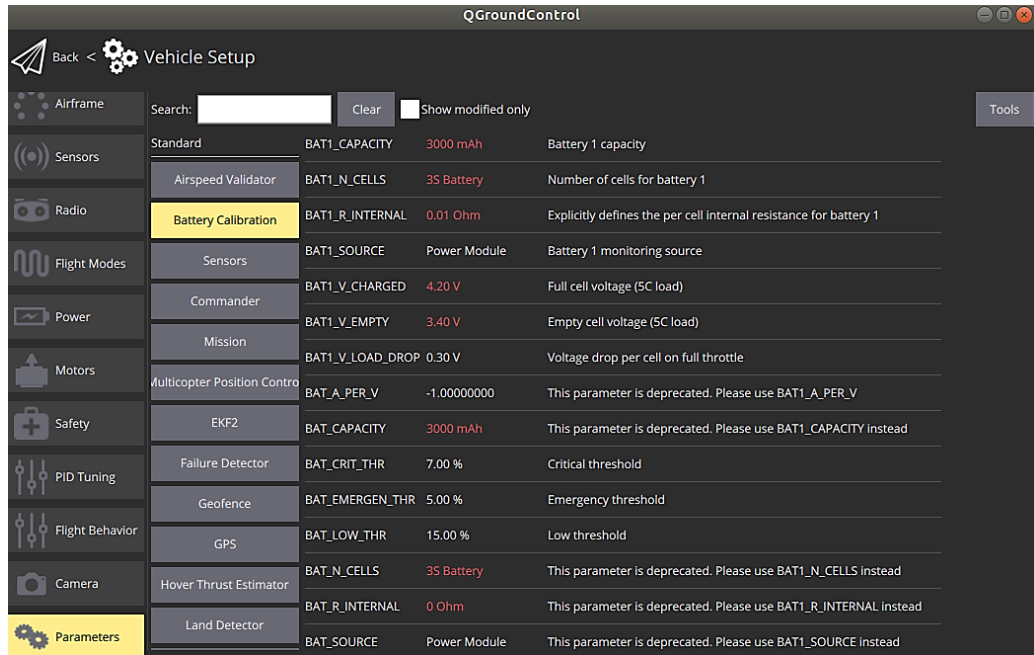 QGroundControl
Back < Vehicle Setup
Airframe
Sensors
Radio
Flight Modes
Power
Motors
Safety
PID Tuning
Flight Behavior
Camera
Parameters
Search: Clear Show modified only Tools
Standard
Airspeed Validator
Battery Calibration
Sensors
Commander
Mission
Multicopter Position Contro
EKF2
Failure Detector
Geofence
GPS
Hover Thrust Estimator
Land Detector
BAT1_CAPACITY 3000 mAh Battery 1 capacity
BAT1_N_CELLS 3S Battery Number of cells for battery 1
BAT1_R_INTERNAL 0.01 Ohm Explicitly defines the per cell internal resistance for battery 1
BAT1_SOURCE Power Module Battery 1 monitoring source
BAT1_V_CHARGED 4.20 V Full cell voltage (5C load)
BAT1_V_EMPTY 3.40 V Empty cell voltage (5C load)
BAT1_V_LOAD_DROP 0.30 V Voltage drop per cell on full throttle
BAT_A_PER_V -1.00000000 This parameter is deprecated. Please use BAT1_A_PER_V
BAT_CAPACITY 3000 mAh This parameter is deprecated. Please use BAT1_CAPACITY instead
BAT_CRIT_THR 7.00 % Critical threshold
BAT_EMERGEN_THR 5.00 % Emergency threshold
BAT_LOW_THR 15.00 % Low threshold
BAT_N_CELLS 3S Battery This parameter is deprecated. Please use BAT1_N_CELLS instead
BAT_R_INTERNAL 0 Ohm This parameter is deprecated. Please use BAT1_R_INTERNAL instead
BAT_SOURCE Power Module This parameter is deprecated. Please use BAT1_SOURCE instead